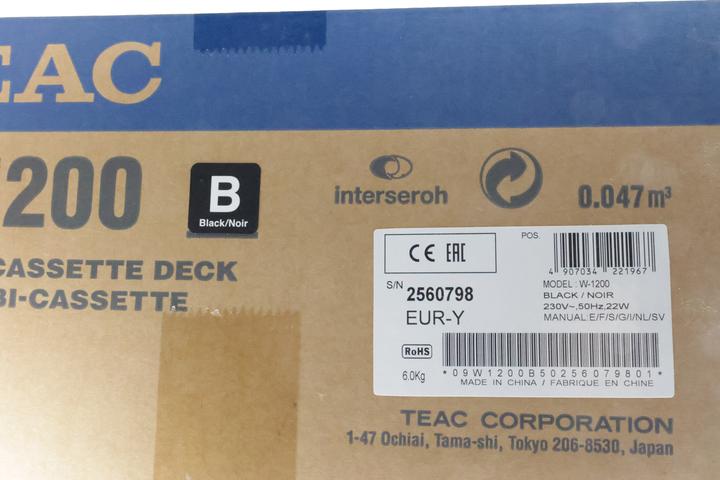 TEAC
1200
B
Black/Noir
CASSETTE DECK
BI-CASSETTE
interseroh
0.047 m³
CE EAC
POS.
4 907034 221967
S/N 2560798
EUR-Y
MODEL : W-1200
BLACK / NOIR
230V~,50Hz,22W
MANUAL:E/F/S/G/I/NL/SV
RoHS
6.0Kg
*09W1200B50256079801*
MADE IN CHINA / FABRIQUE EN CHINE
TEAC CORPORATION
1-47 Ochiai, Tama-shi, Tokyo 206-8530, Japan